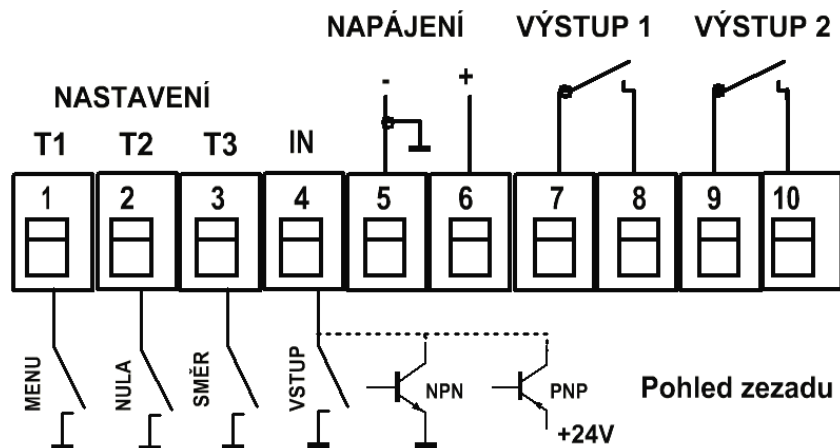 NAPÁJENÍ VÝSTUP 1 VÝSTUP 2
- +
NASTAVENÍ
T1 T2 T3 IN
1 2 3 4 5 6 7 8 9 10
MENU NULA SMĚR VSTUP NPN PNP Pohled zezadu
+24V